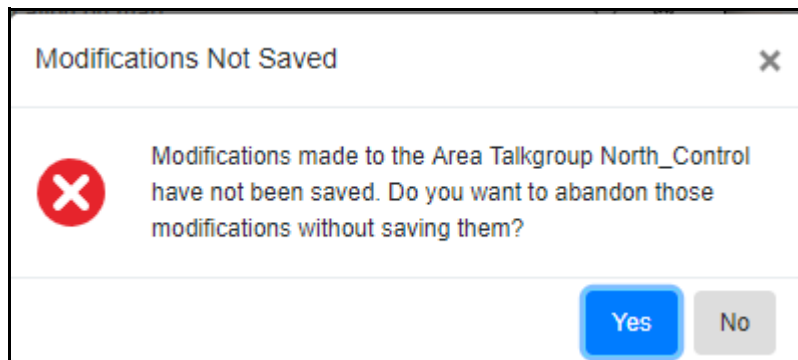 Modifications Not Saved
Modifications made to the Area Talkgroup North_Control
have not been saved. Do you want to abandon those
modifications without saving them?
Yes No